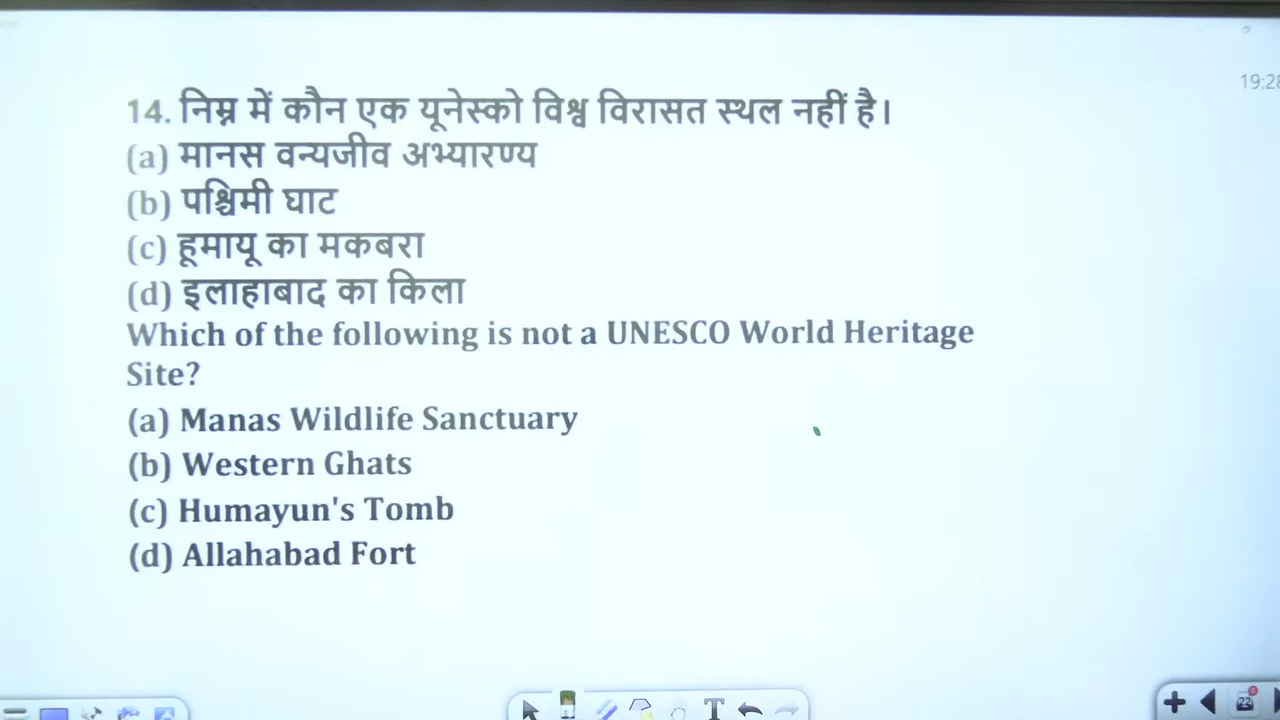 19:28
14. निम्न में कौन एक यूनेस्को विश्व विरासत स्थल नहीं है।
(a) मानस वन्यजीव अभ्यारण्य
(b) पश्चिमी घाट
(c) हूमायू का मकबरा
(d) इलाहाबाद का किला
Which of the following is not a UNESCO World Heritage
Site?
(a) Manas Wildlife Sanctuary
(b) Western Ghats
(c) Humayun's Tomb
(d) Allahabad Fort
T
22